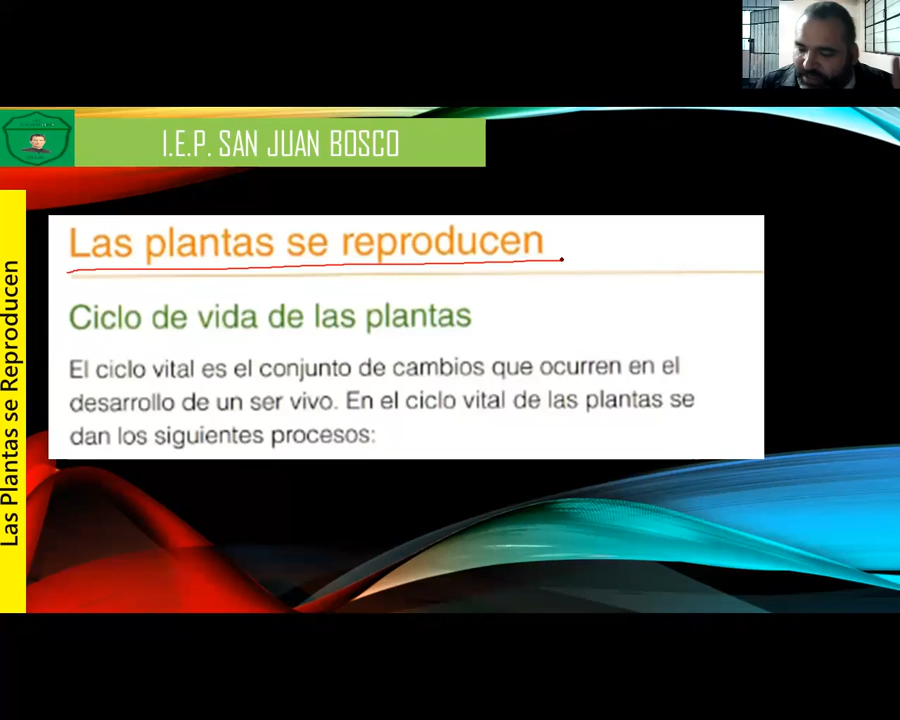 I.E.P. SAN JUAN BOSCO
Las plantas se reproducen
Ciclo de vida de las plantas
El ciclo vital es el conjunto de cambios que ocurren en el
desarrollo de un ser vivo. En el ciclo vital de las plantas se
dan los siguientes procesos:
Las Plantas se Reproducen